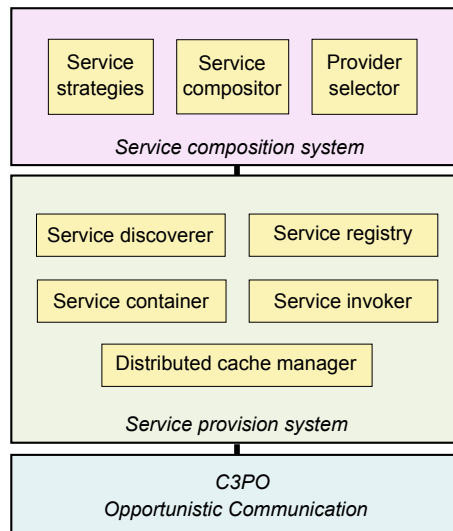 Service
strategies
Service
compositor
Provider
selector
Service composition system
Service discoverer
Service registry
Service container
Service invoker
Distributed cache manager
Service provision system
C3PO
Opportunistic Communication